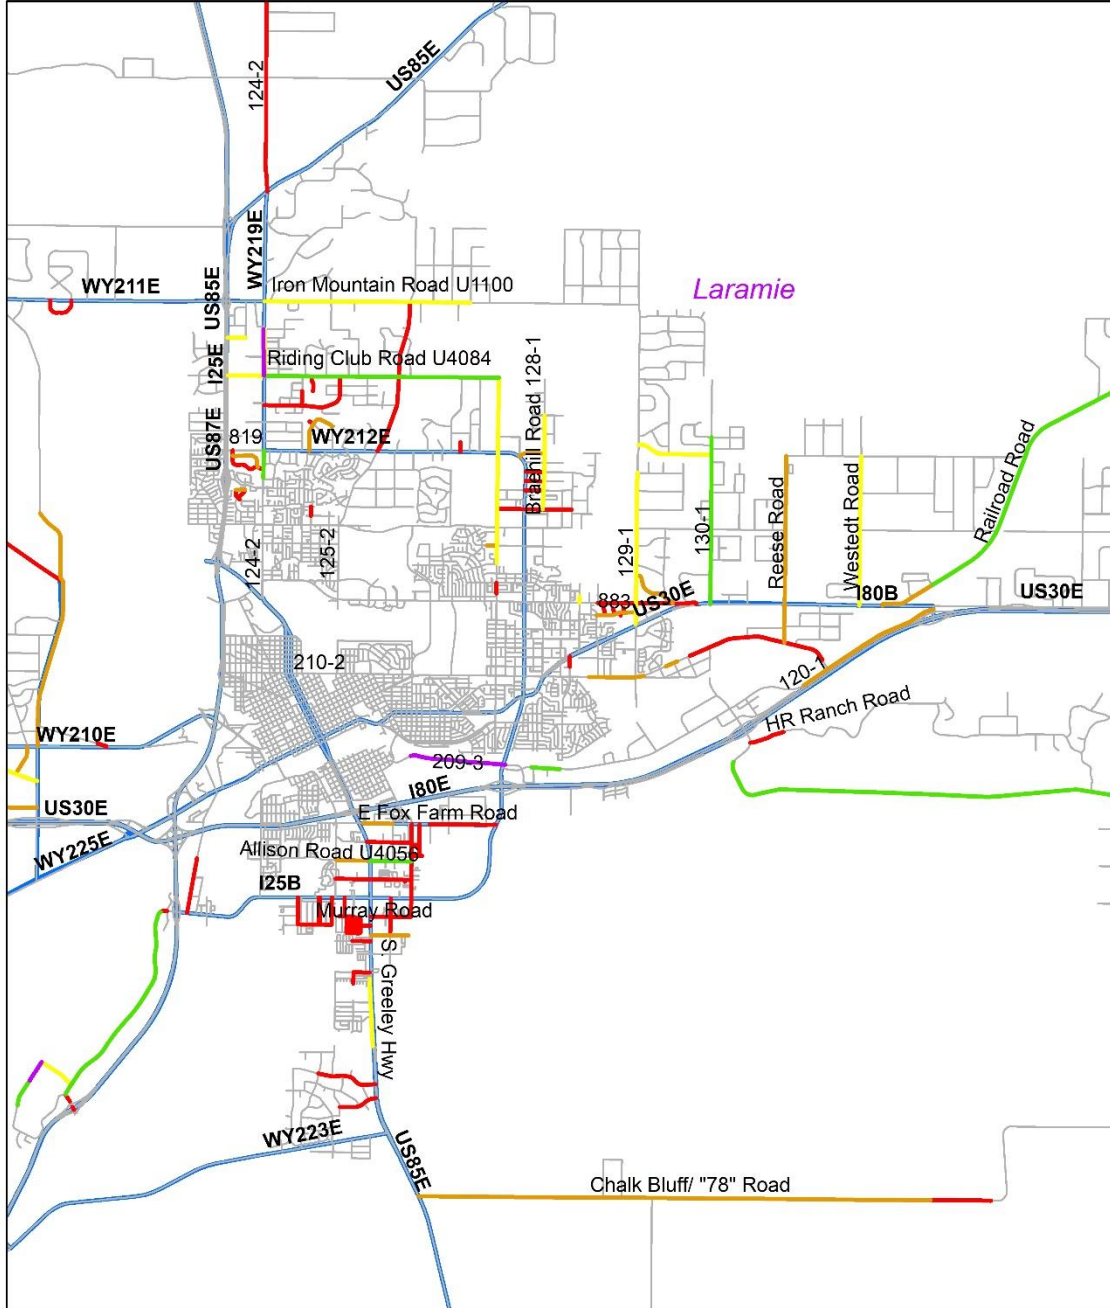 US85E
124-2
WY219E
WY211E
US85E
Iron Mountain Road U1100
Laramie
I25E
Riding Club Road U4084
Braehill Road 128-1
US87E
819
WY212E
Railroad Road
Reese Road
Westedt Road
124-2
125-2
129-1
130-1
883
US30E
I80B
US30E
210-2
120-1
HR Ranch Road
WY210E
209-3
I80E
US30E
E Fox Farm Road
WY225E
Allison Road U4056
I25B
Murray Road
S. Greeley Hwy
WY223E
US85E
Chalk Bluff/ "78" Road